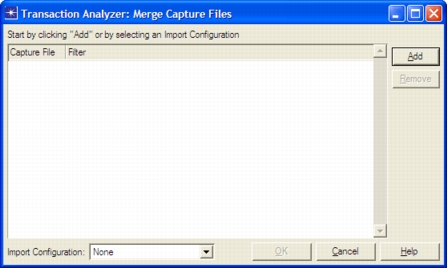 Transaction Analyzer: Merge Capture Files
Start by clicking "Add" or by selecting an Import Configuration
Capture File Filter
Add
Remove
Import Configuration: None
OK Cancel Help